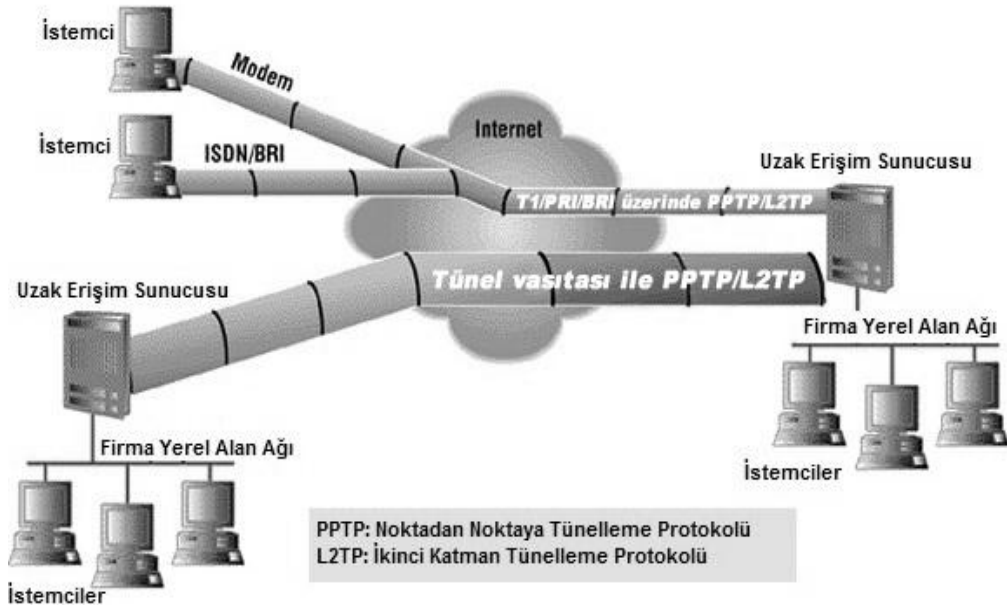 İstemci
Modem
İstemci
ISDN/BRI
Internet
Uzak Erişim Sunucusu
T1/PRI/BRI üzerinde PPTP/L2TP
Tünel vasıtası ile PPTP/L2TP
Uzak Erişim Sunucusu
Firma Yerel Alan Ağı
Firma Yerel Alan Ağı
İstemciler
PPTP: Noktadan Noktaya Tünelleme Protokolü
L2TP: İkinci Katman Tünelleme Protokolü
İstemciler